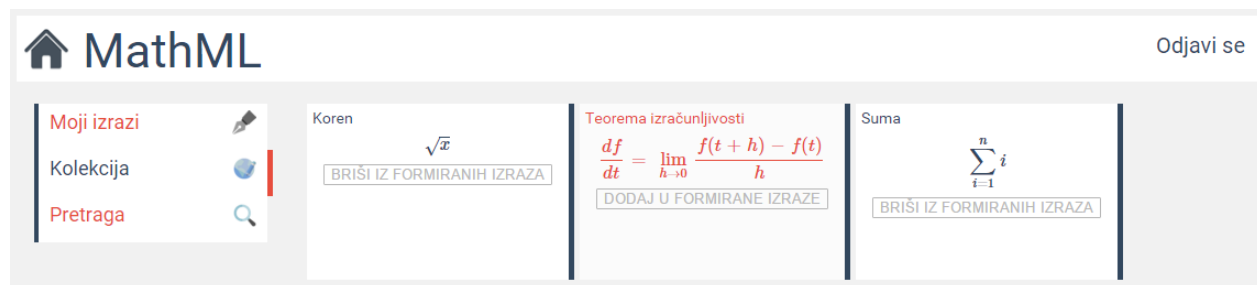 MathML
Odjavi se
Moji izrazi
Kolekcija
Pretraga
Koren
√x
BRIŠI IZ FORMIRANIH IZRAZA
Teorema izračunljivosti
df/dt = lim h→0 f(t + h) − f(t)/h
DODAJ U FORMIRANE IZRAZE
Suma
∑ i=1 n i
BRIŠI IZ FORMIRANIH IZRAZA